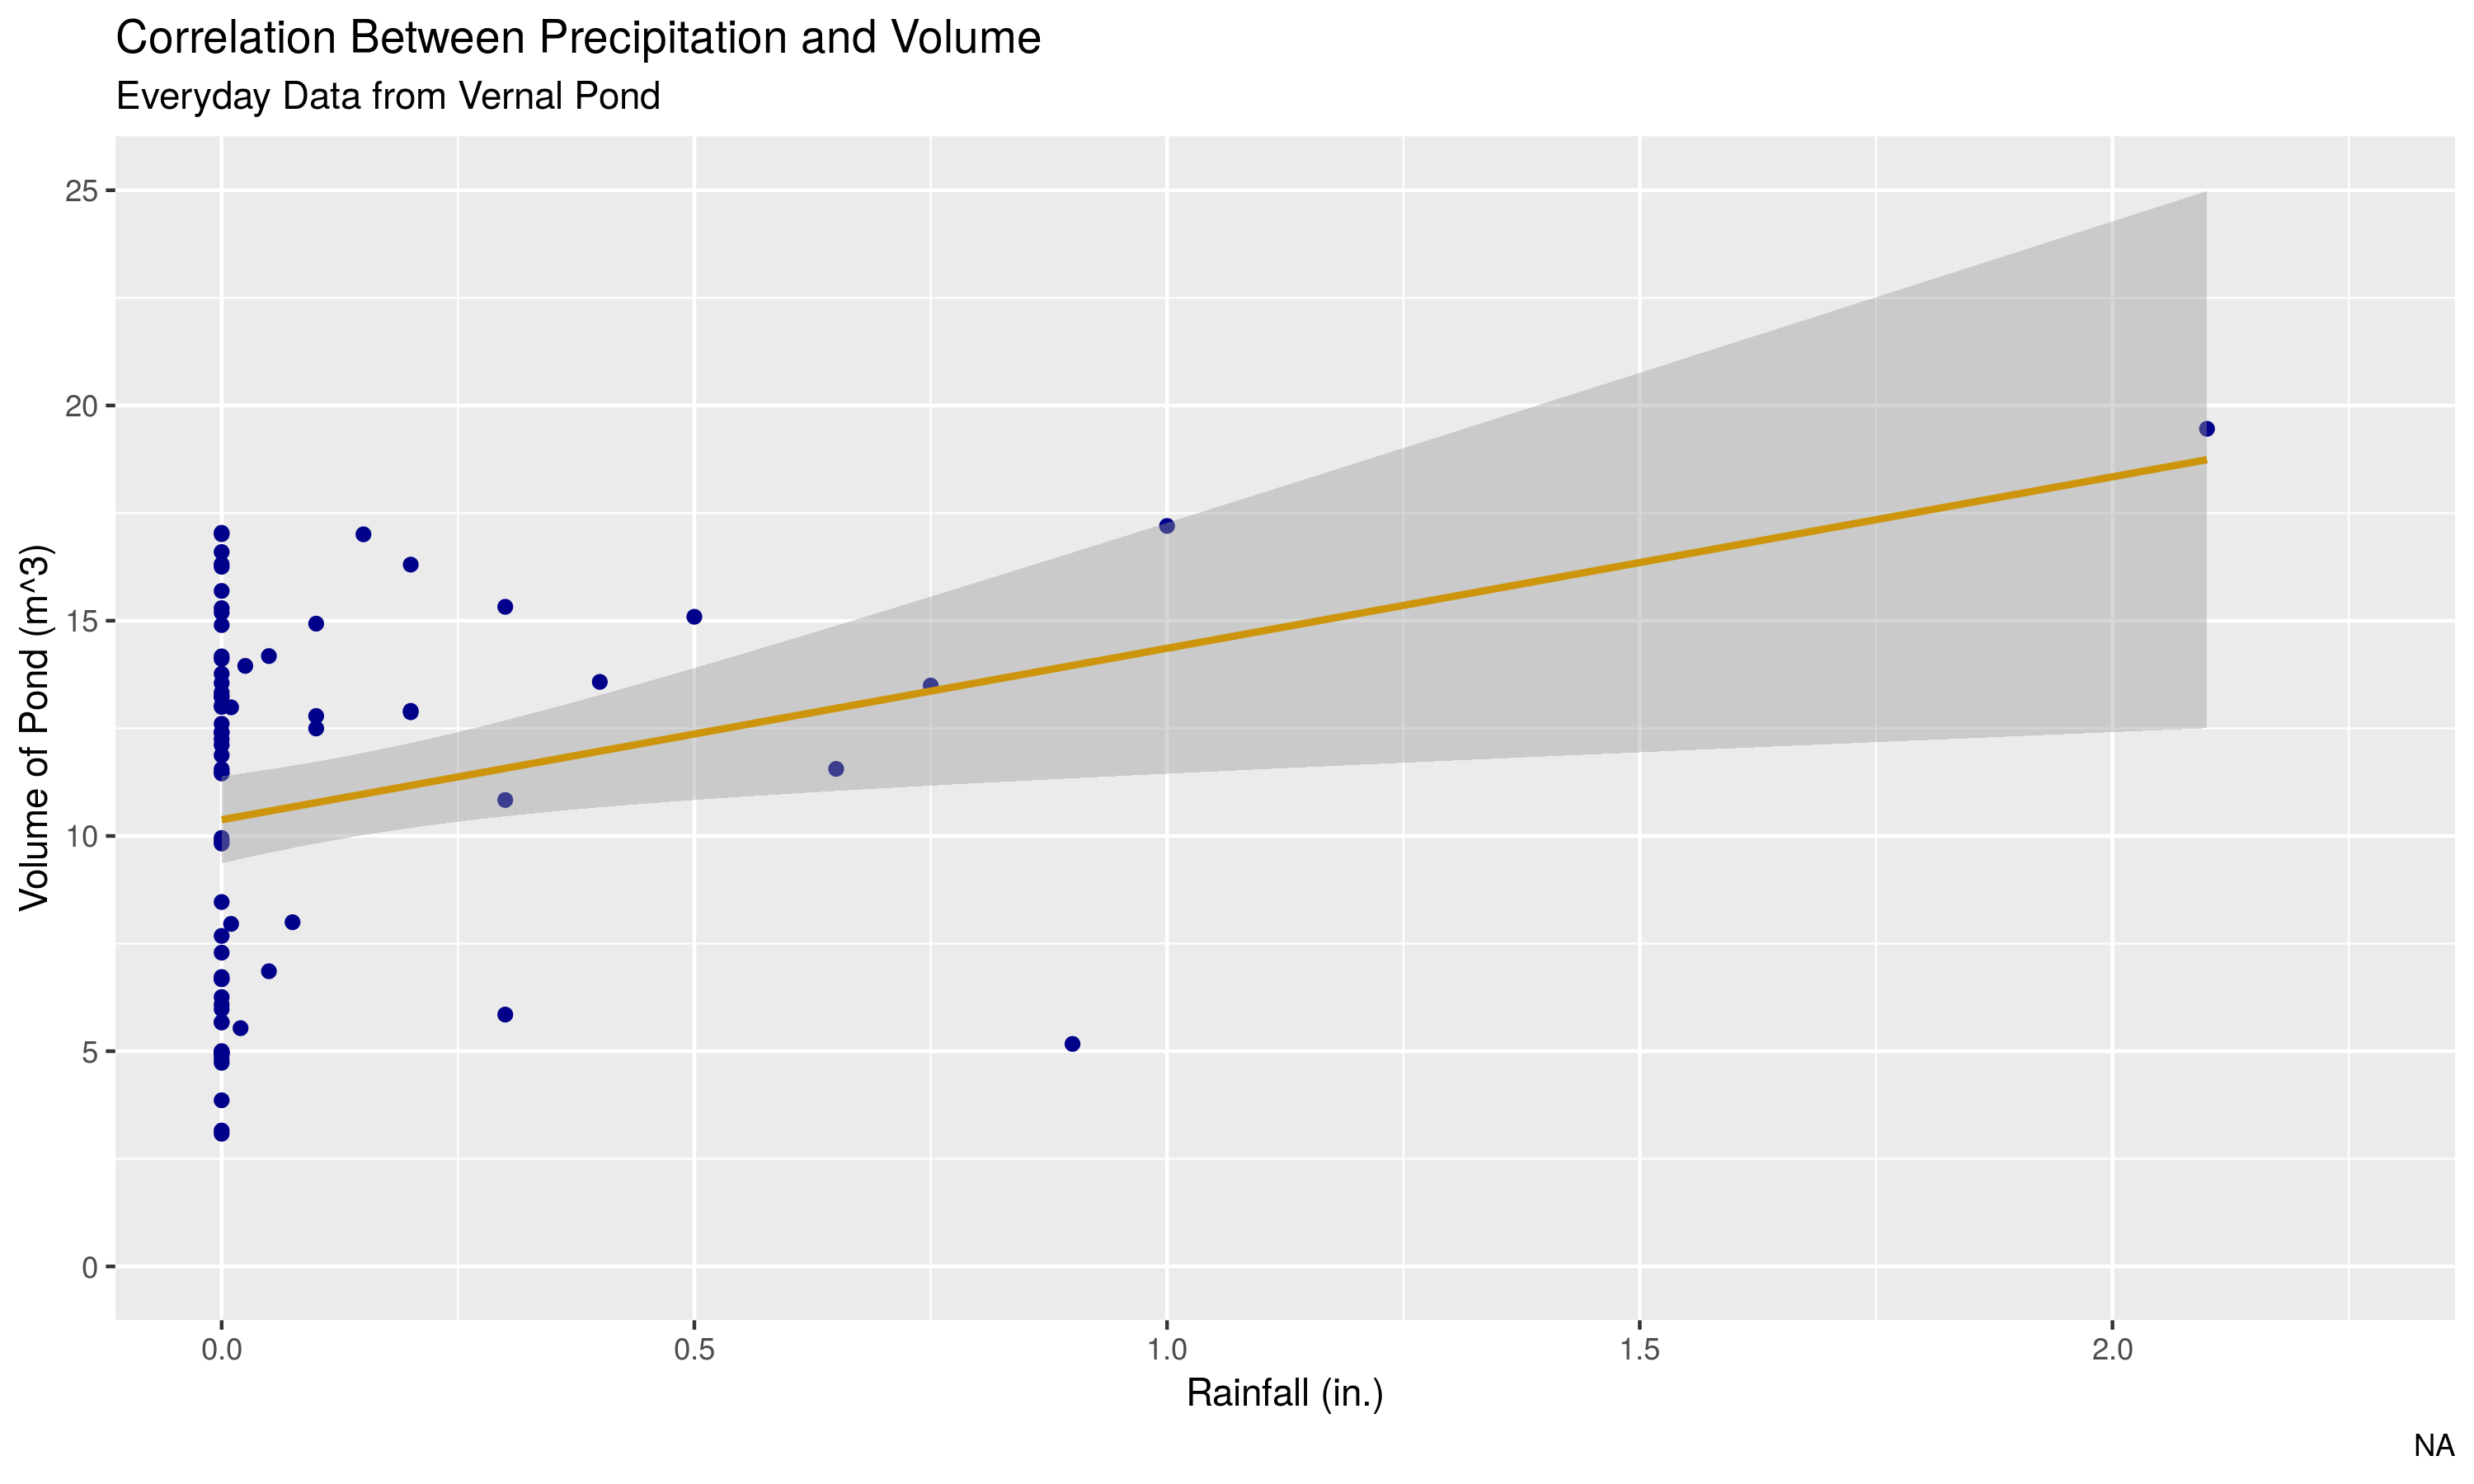 Correlation Between Precipitation and Volume
Everyday Data from Vernal Pond
Volume of Pond (m^3)
25
20
15
10
5
0
0.0 0.5 1.0 1.5 2.0
Rainfall (in.)
NA